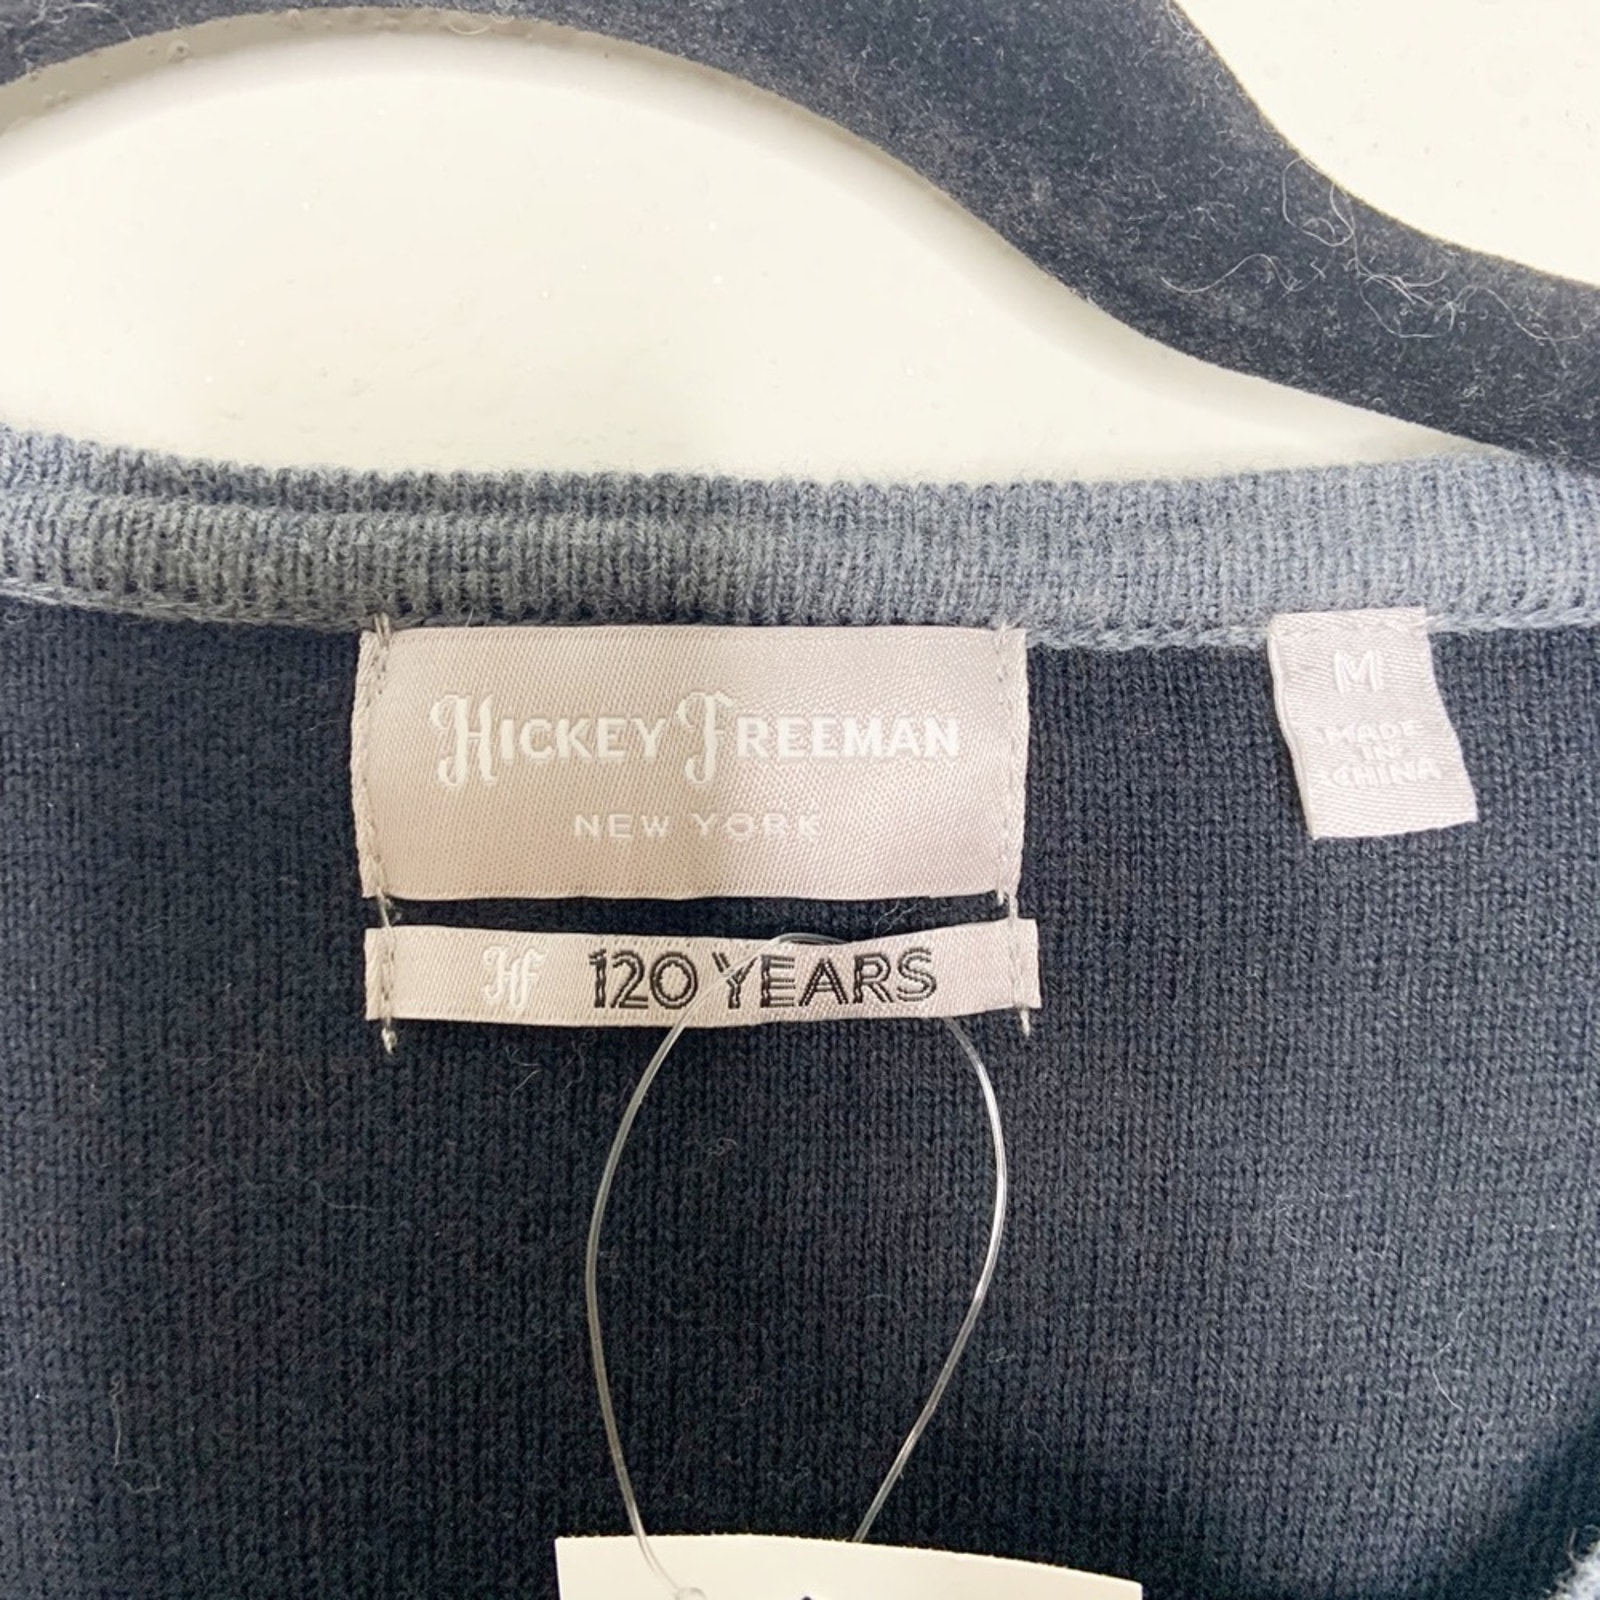 HICKEY FREEMAN
NEW YORK
HF 120 YEARS
M
MADE
IN
CHINA